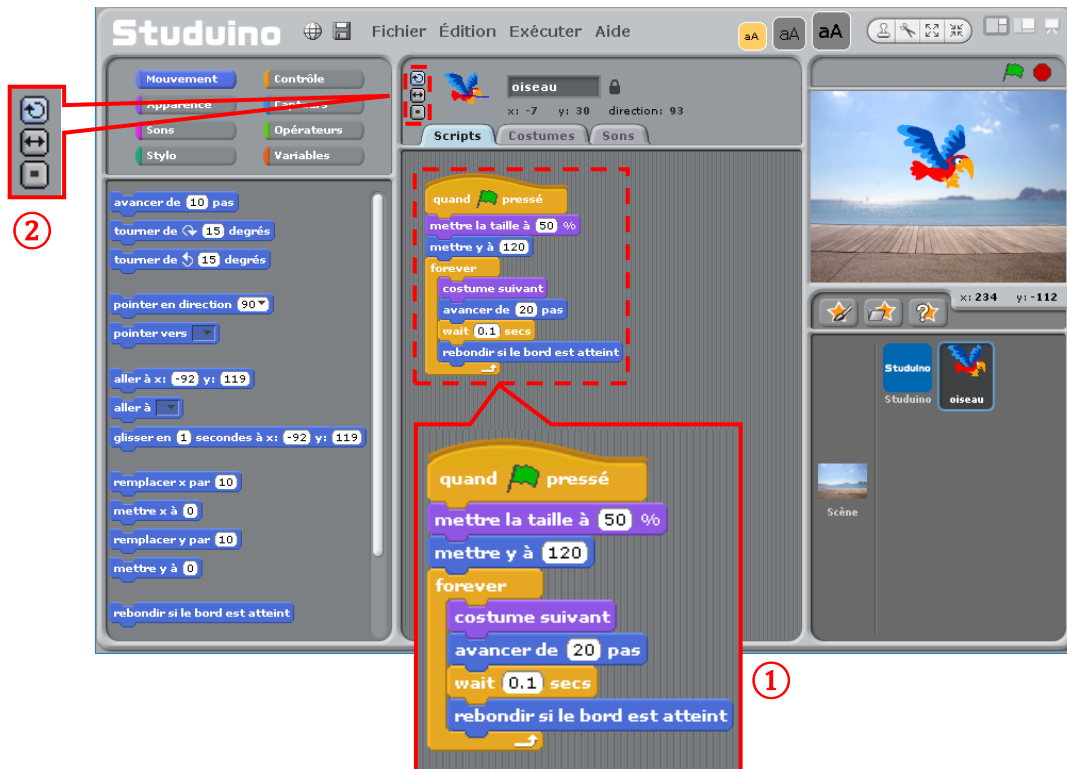 Studuino Fichier Édition Exécuter Aide aA aA aA
Mouvement Contrôle
Apparence Capteurs
Sons Opérateurs
Stylo Variables
oiseau
x: -7 y: 30 direction: 93
Scripts Costumes Sons
②
avancer de 10 pas
tourner de 15 degrés
tourner de 15 degrés
pointer en direction 90
pointer vers
aller à x: -92 y: 119
aller à
glisser en 1 secondes à x: -92 y: 119
remplacer x par 10
mettre x à 0
remplacer y par 10
mettre y à 0
rebondir si le bord est atteint
quand pressé
mettre la taille à 50 %
mettre y à 120
forever
costume suivant
avancer de 20 pas
wait 0.1 secs
rebondir si le bord est atteint
quand pressé
mettre la taille à 50 %
mettre y à 120
forever
costume suivant
avancer de 20 pas
wait 0.1 secs
rebondir si le bord est atteint
①
x: 234 y: -112
Studuino
Studuino oiseau
Scène